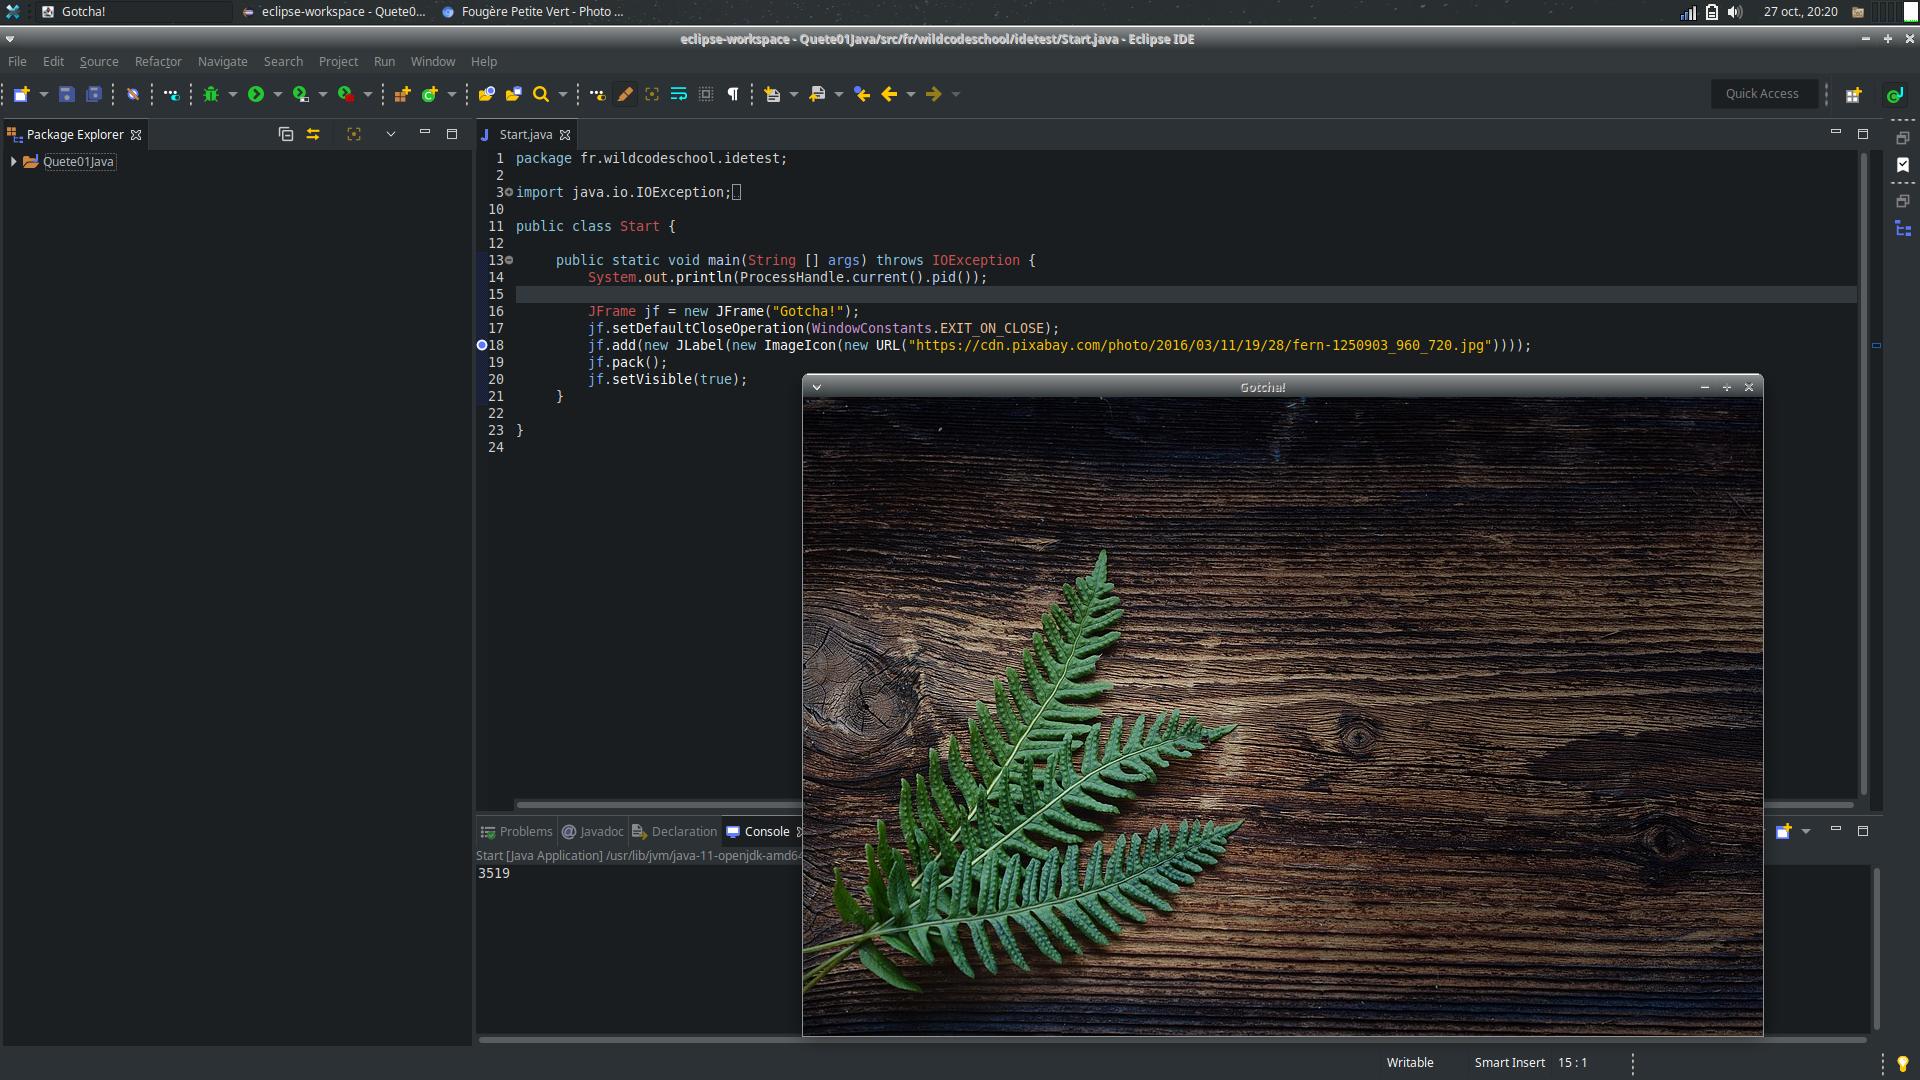 Gotcha!
eclipse-workspace - Quete0...
Fougère Petite Vert - Photo ...
27 oct., 20:20
eclipse-workspace - Quete01Java/src/fr/wildcodeschool/idetest/Start.java - Eclipse IDE
File Edit Source Refactor Navigate Search Project Run Window Help
Quick Access
Package Explorer
Quete01Java
Start.java
1 package fr.wildcodeschool.idetest;
2
3 import java.io.IOException;
10
11 public class Start {
12
13 public static void main(String [] args) throws IOException {
14 System.out.println(ProcessHandle.current().pid());
15
16 JFrame jf = new JFrame("Gotcha!");
17 jf.setDefaultCloseOperation(WindowConstants.EXIT_ON_CLOSE);
18 jf.add(new JLabel(new ImageIcon(new URL("https://cdn.pixabay.com/photo/2016/03/11/19/28/fern-1250903_960_720.jpg"))));
19 jf.pack();
20 jf.setVisible(true);
21 }
22
23 }
24
Gotcha!
Problems Javadoc Declaration Console
Start [Java Application] /usr/lib/jvm/java-11-openjdk-amd64
3519
Writable Smart Insert 15 : 1